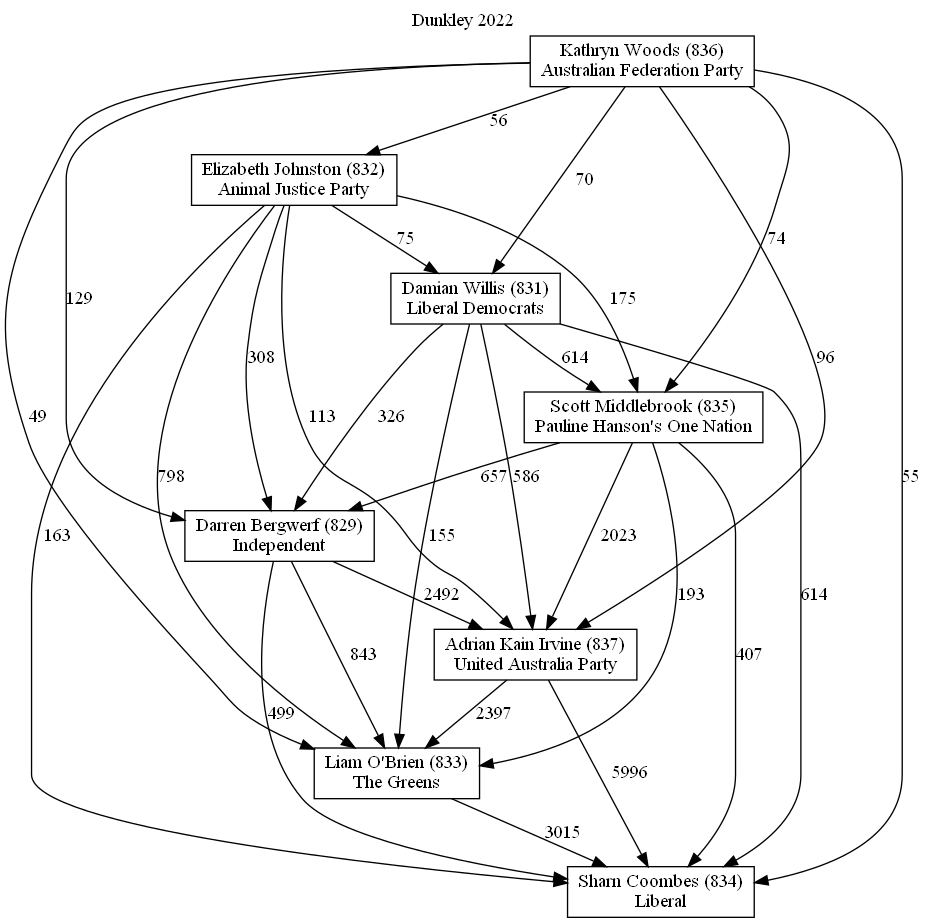 Dunkley 2022
Kathryn Woods (836)
Australian Federation Party
56
Elizabeth Johnston (832)
Animal Justice Party
70
75
74
129
Damian Willis (831)
Liberal Democrats
175
308
614
96
49
113
326
Scott Middlebrook (835)
Pauline Hanson's One Nation
798
657
586
55
Darren Bergwerf (829)
Independent
163
155
2023
2492
193
614
Adrian Kain Irvine (837)
United Australia Party
843
407
499
2397
Liam O'Brien (833)
The Greens
5996
3015
Sharn Coombes (834)
Liberal